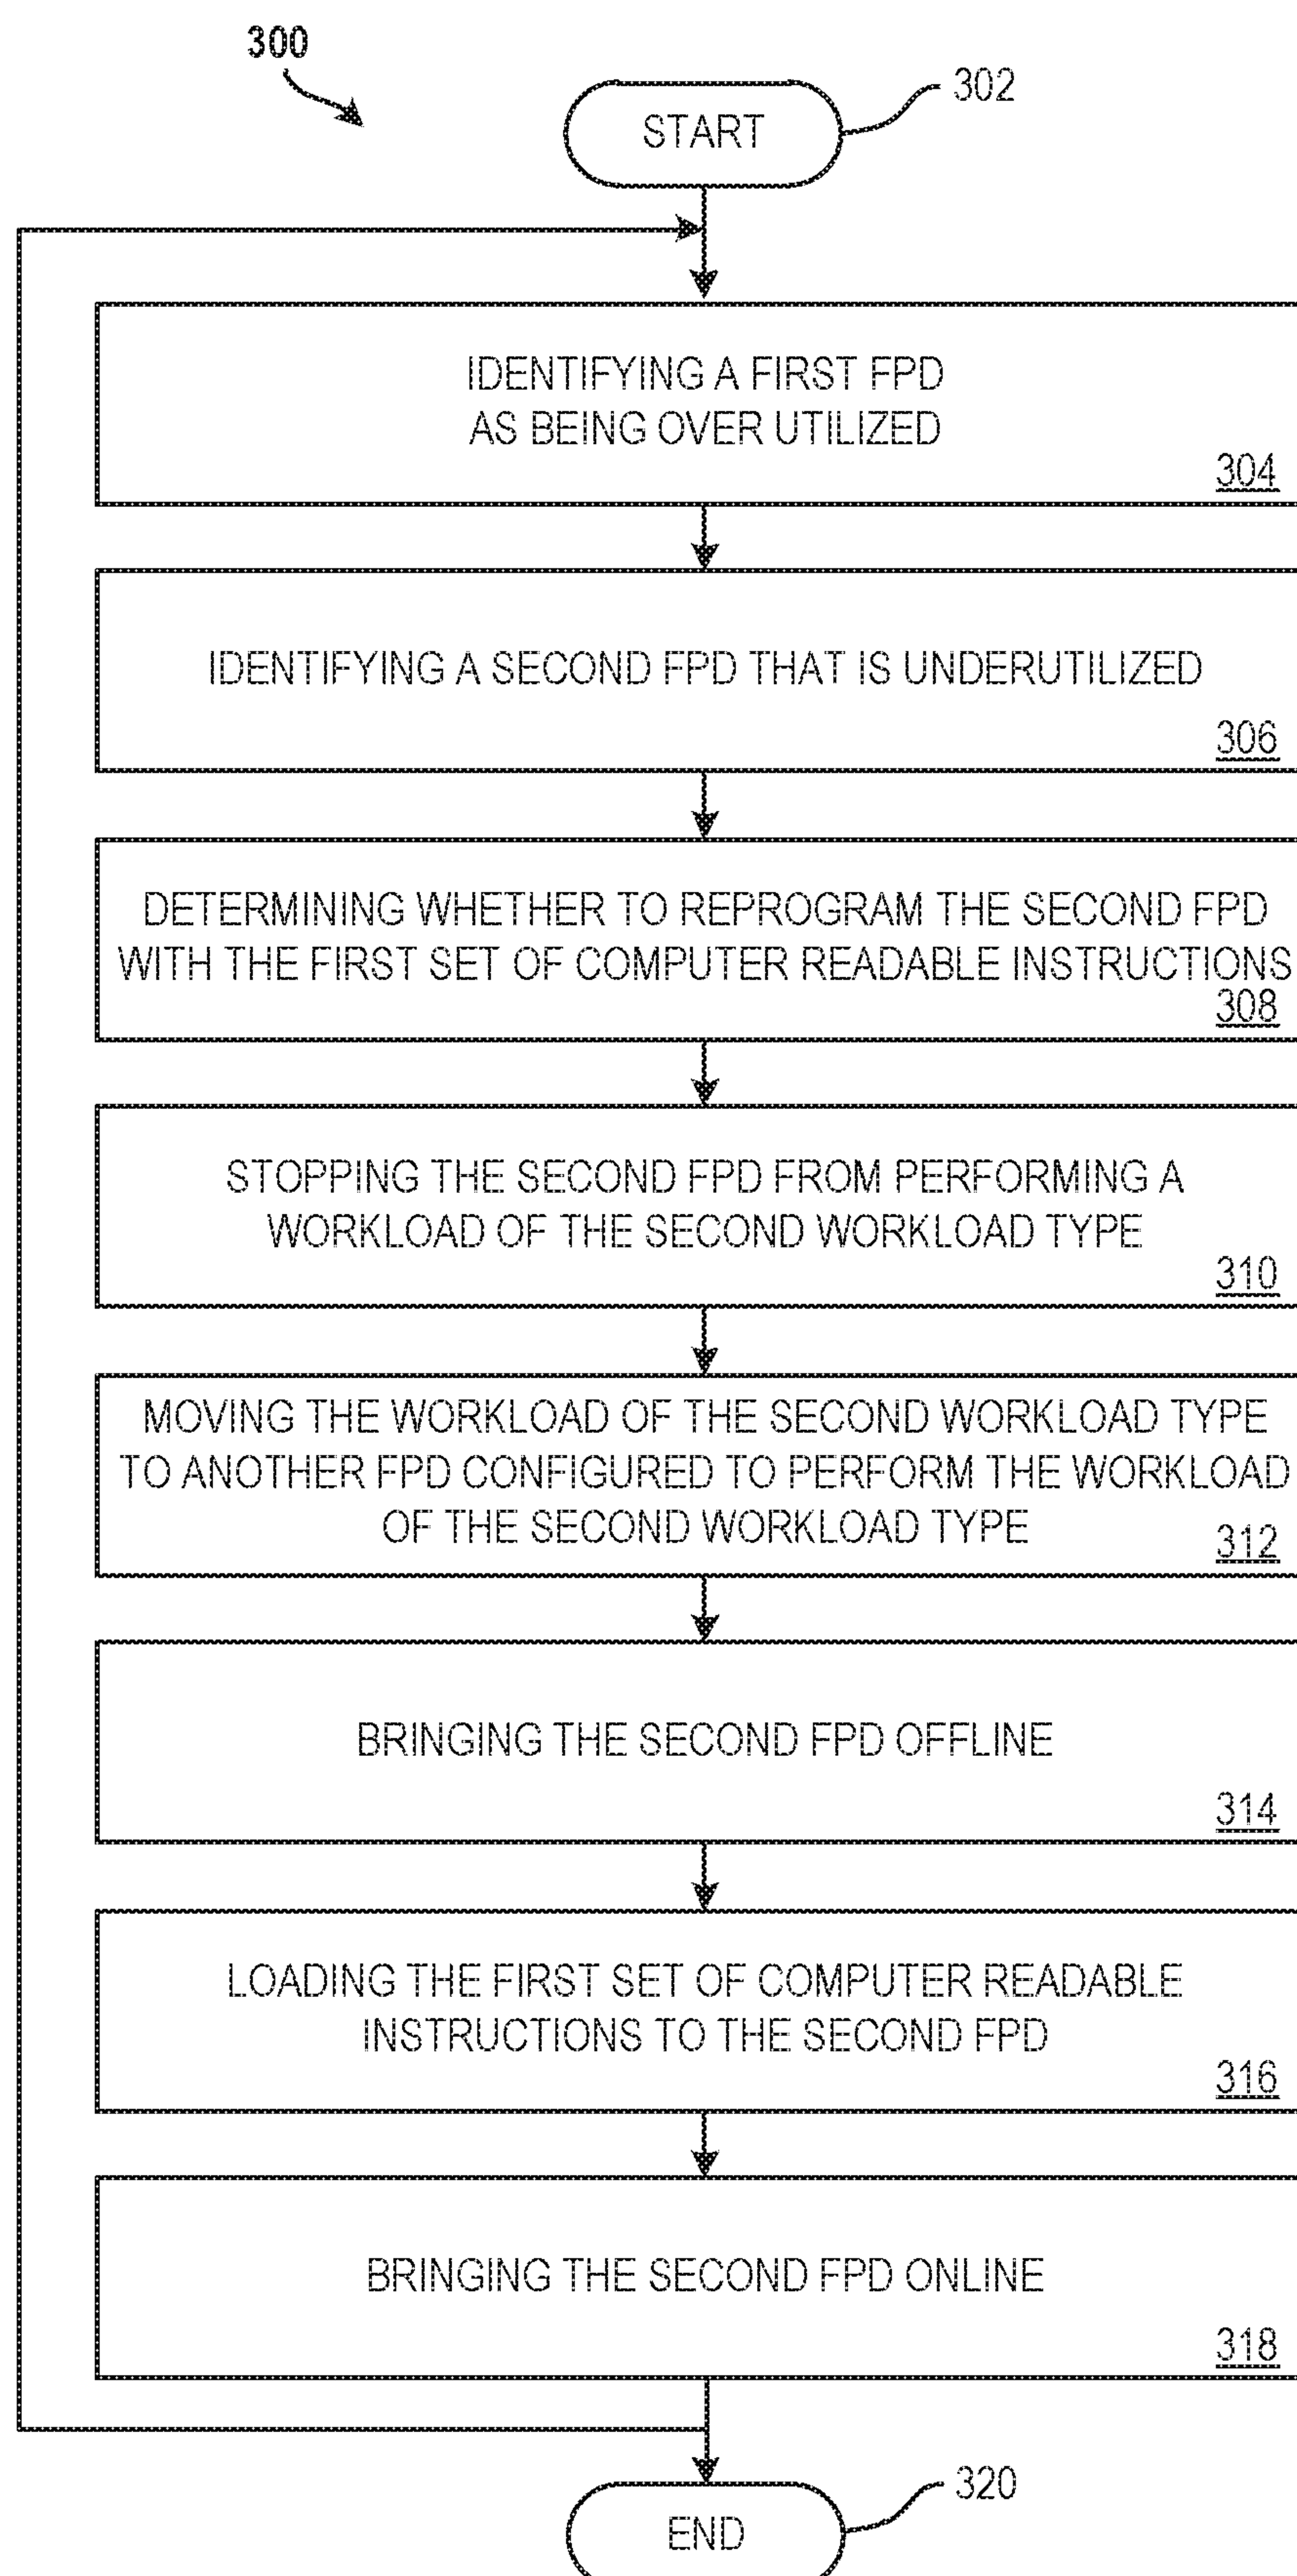 300
START
302
IDENTIFYING A FIRST FPD
AS BEING OVER UTILIZED
304
IDENTIFYING A SECOND FPD THAT IS UNDERUTILIZED
306
DETERMINING WHETHER TO REPROGRAM THE SECOND FPD
WITH THE FIRST SET OF COMPUTER READABLE INSTRUCTIONS
308
STOPPING THE SECOND FPD FROM PERFORMING A
WORKLOAD OF THE SECOND WORKLOAD TYPE
310
MOVING THE WORKLOAD OF THE SECOND WORKLOAD TYPE
TO ANOTHER FPD CONFIGURED TO PERFORM THE WORKLOAD
OF THE SECOND WORKLOAD TYPE
312
BRINGING THE SECOND FPD OFFLINE
314
LOADING THE FIRST SET OF COMPUTER READABLE
INSTRUCTIONS TO THE SECOND FPD
316
BRINGING THE SECOND FPD ONLINE
318
320
END